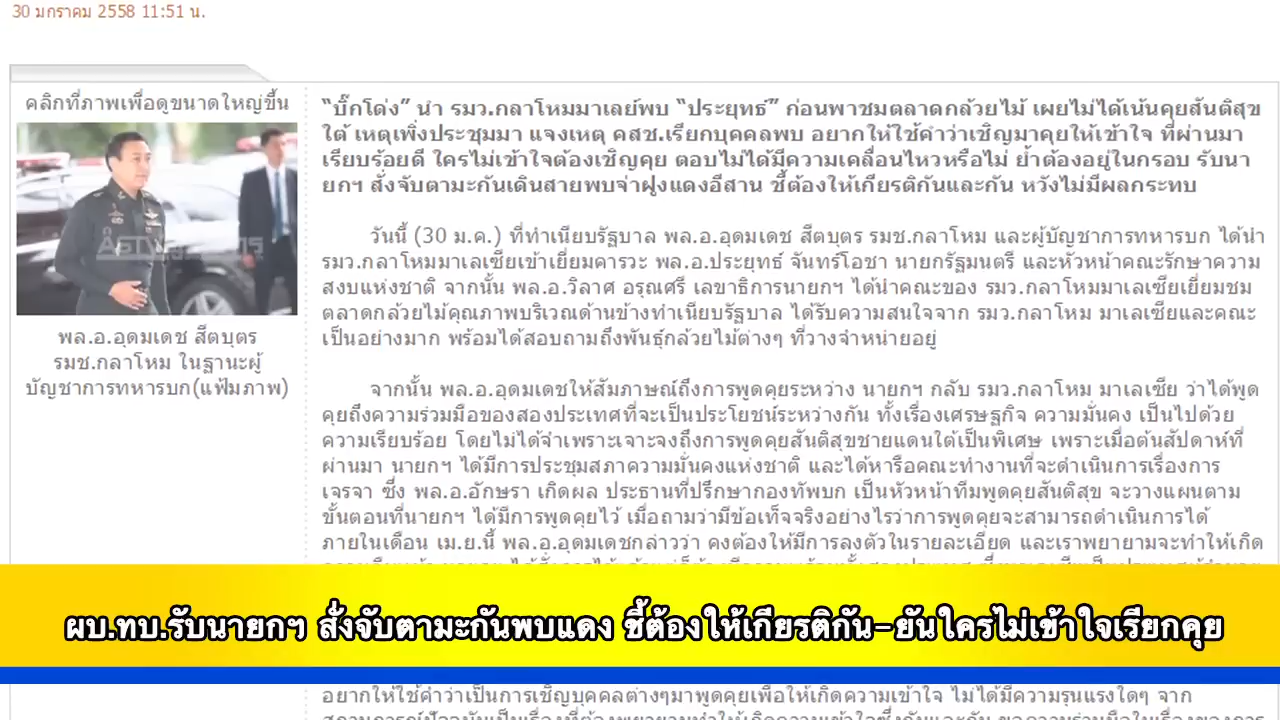 30 มกราคม 2558 11:51 น.
คลิกที่ภาพเพื่อดูขนาดใหญ่ขึ้น
พล.อ.อุดมเดช สีตบุตร
รมช.กลาโหม ในฐานะผู้
บัญชาการทหารบก(แฟ้มภาพ)
“บิ๊กโด่ง” นำ รมว.กลาโหมมาเลย์พบ “ประยุทธ์” ก่อนพาชมตลาดกล้วยไม้ เผยไม่ได้เน้นคุยสันติสุข
ใต้ เหตุเพิ่งประชุมมา แจงเหตุ คสช.เรียกบุคคลพบ อยากให้ใช้คำว่าเชิญมาคุยให้เข้าใจ ที่ผ่านมา
เรียบร้อยดี ใครไม่เข้าใจต้องเชิญคุย ตอบไม่ได้มีความเคลื่อนไหวหรือไม่ ย้ำต้องอยู่ในกรอบ รับนา
ยกฯ สั่งจับตามะกันเดินสายพบจ่าฝูงแดงอีสาน ชี้ต้องให้เกียรติกันและกัน หวังไม่มีผลกระทบ
วันนี้ (30 ม.ค.) ที่ทำเนียบรัฐบาล พล.อ.อุดมเดช สีตบุตร รมช.กลาโหม และผู้บัญชาการทหารบก ได้นำ
รมว.กลาโหมมาเลเซียเข้าเยี่ยมคารวะ พล.อ.ประยุทธ์ จันทร์โอชา นายกรัฐมนตรี และหัวหน้าคณะรักษาความ
สงบแห่งชาติ จากนั้น พล.อ.วิลาศ อรุณศรี เลขาธิการนายกฯ ได้นำคณะของ รมว.กลาโหมมาเลเซียเยี่ยมชม
ตลาดกล้วยไม้คุณภาพบริเวณด้านข้างทำเนียบรัฐบาล ได้รับความสนใจจาก รมว.กลาโหม มาเลเซียและคณะ
เป็นอย่างมาก พร้อมได้สอบถามถึงพันธุ์กล้วยไม้ต่างๆ ที่วางจำหน่ายอยู่
จากนั้น พล.อ.อุดมเดชให้สัมภาษณ์ถึงการพูดคุยระหว่าง นายกฯ กลับ รมว.กลาโหม มาเลเซีย ว่าได้พูด
คุยถึงความร่วมมือของสองประเทศที่จะเป็นประโยชน์ระหว่างกัน ทั้งเรื่องเศรษฐกิจ ความมั่นคง เป็นไปด้วย
ความเรียบร้อย โดยไม่ได้จำเพราะเจาะจงถึงการพูดคุยสันติสุขชายแดนใต้เป็นพิเศษ เพราะเมื่อต้นสัปดาห์ที่
ผ่านมา นายกฯ ได้มีการประชุมสภาความมั่นคงแห่งชาติ และได้หารือคณะทำงานที่จะดำเนินการเรื่องการ
เจรจา ซึ่ง พล.อ.อักษรา เกิดผล ประธานที่ปรึกษากองทัพบก เป็นหัวหน้าทีมพูดคุยสันติสุข จะวางแผนตาม
ขั้นตอนที่นายกฯ ได้มีการพูดคุยไว้ เมื่อถามว่ามีข้อเท็จจริงอย่างไรว่าการพูดคุยจะสามารถดำเนินการได้
ภายในเดือน เม.ย.นี้ พล.อ.อุดมเดชกล่าวว่า คงต้องให้มีการลงตัวในรายละเอียด และเราพยายามจะทำให้เกิด
ผบ.ทบ.รับนายกฯ สั่งจับตามะกันพบแดง ชี้ต้องให้เกียรติกัน-ยันใครไม่เข้าใจเรียกคุย
อยากให้ใช้คำว่าเป็นการเชิญบุคคลต่างๆมาพูดคุยเพื่อให้เกิดความเข้าใจ ไม่ได้มีความรุนแรงใดๆ จาก